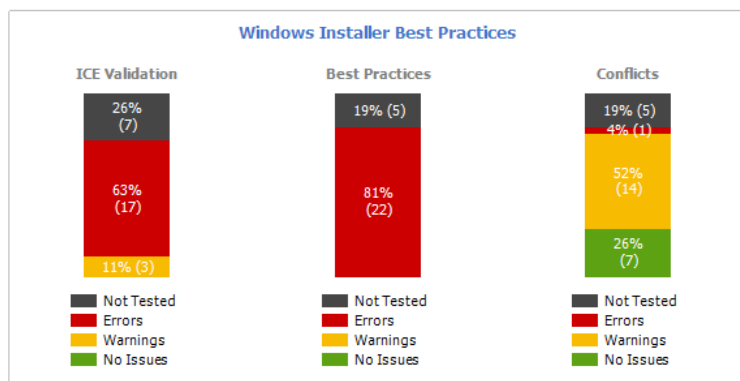 Windows Installer Best Practices
ICE Validation
26%
(7)
63%
(17)
11% (3)
Not Tested
Errors
Warnings
No Issues
Best Practices
19% (5)
81%
(22)
Not Tested
Errors
Warnings
No Issues
Conflicts
19% (5)
4% (1)
52%
(14)
26%
(7)
Not Tested
Errors
Warnings
No Issues